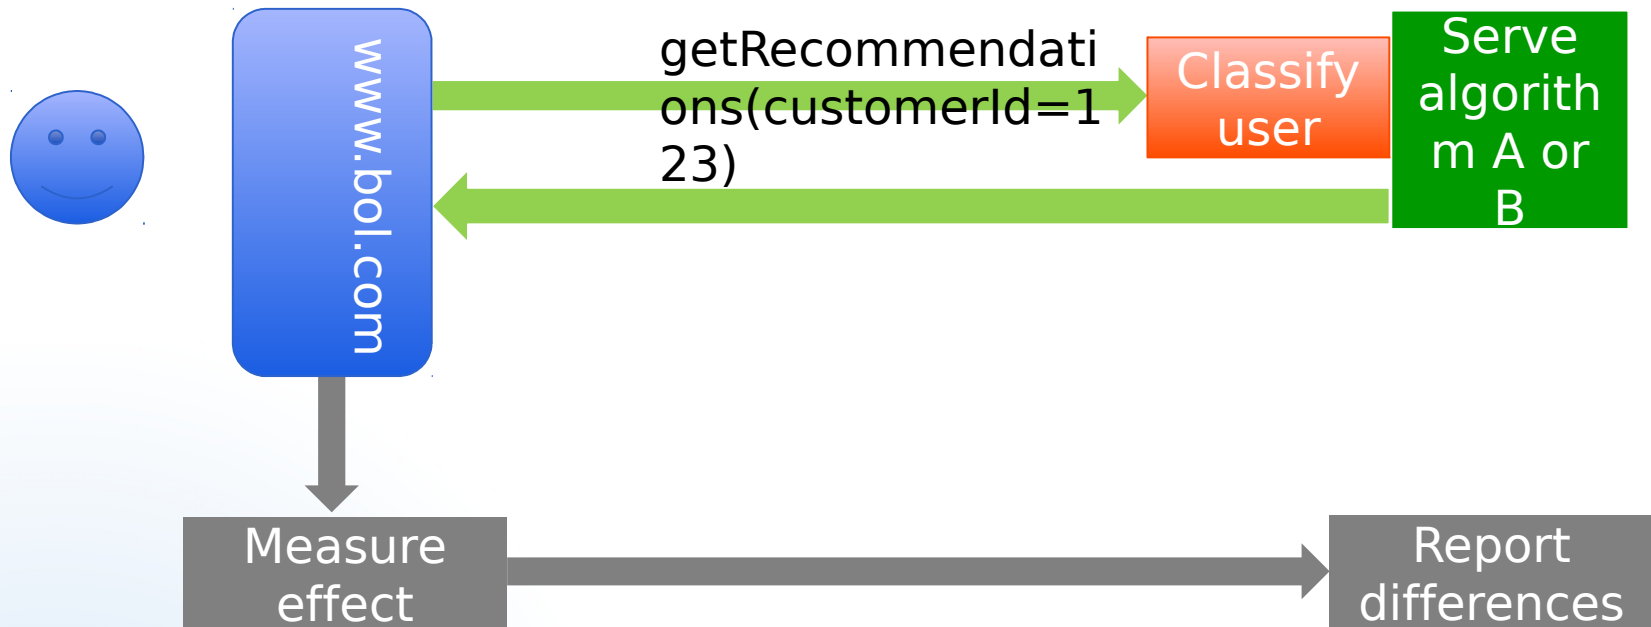 www.bol.com
getRecommendati
ons(customerId=1
23)
Classify
user
Serve
algorith
m A or
B
Measure
effect
Report
differences